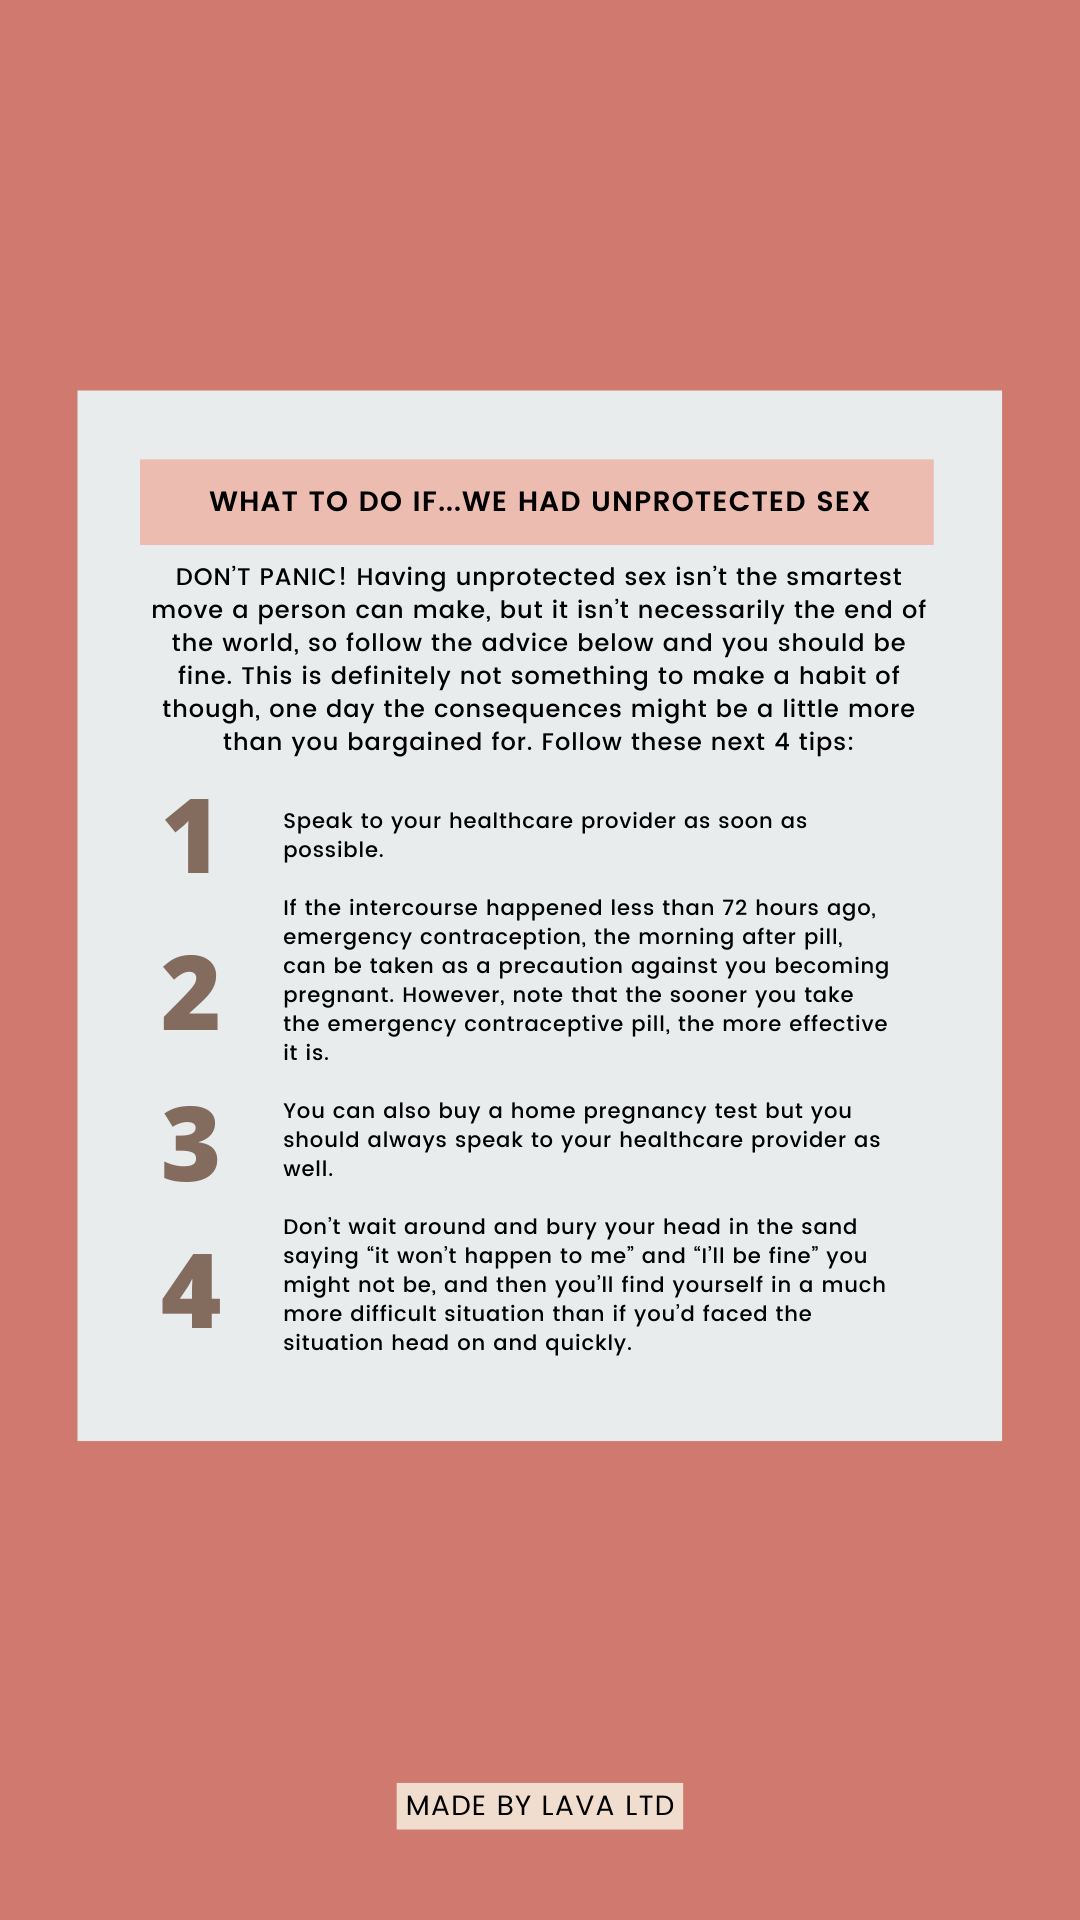 WHAT TO DO IF...WE HAD UNPROTECTED SEX
DON’T PANIC! Having unprotected sex isn’t the smartest
move a person can make, but it isn’t necessarily the end of
the world, so follow the advice below and you should be
fine. This is definitely not something to make a habit of
though, one day the consequences might be a little more
than you bargained for. Follow these next 4 tips:
1
Speak to your healthcare provider as soon as
possible.
2
If the intercourse happened less than 72 hours ago,
emergency contraception, the morning after pill,
can be taken as a precaution against you becoming
pregnant. However, note that the sooner you take
the emergency contraceptive pill, the more effective
it is.
3
You can also buy a home pregnancy test but you
should always speak to your healthcare provider as
well.
4
Don’t wait around and bury your head in the sand
saying “it won’t happen to me” and “I’ll be fine” you
might not be, and then you’ll find yourself in a much
more difficult situation than if you’d faced the
situation head on and quickly.
MADE BY LAVA LTD